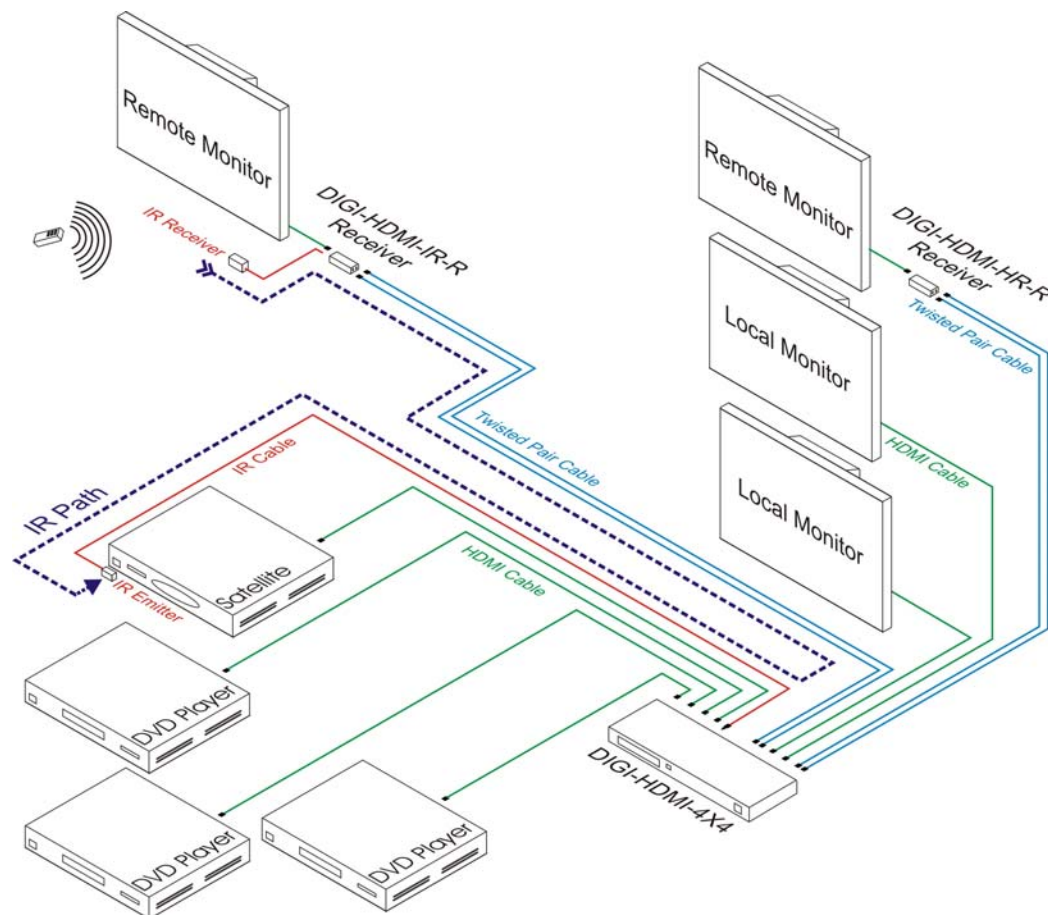 Remote Monitor
DIGI-HDMI-IR-R
Receiver
IR Receiver
Remote Monitor
DIGI-HDMI-HR-R
Receiver
Twisted Pair Cable
Local Monitor
HDMI Cable
Local Monitor
Twisted Pair Cable
IR Cable
IR Path
Satellite
IR Emitter
HDMI Cable
DVD Player
DVD Player
DVD Player
DIGI-HDMI-4X4